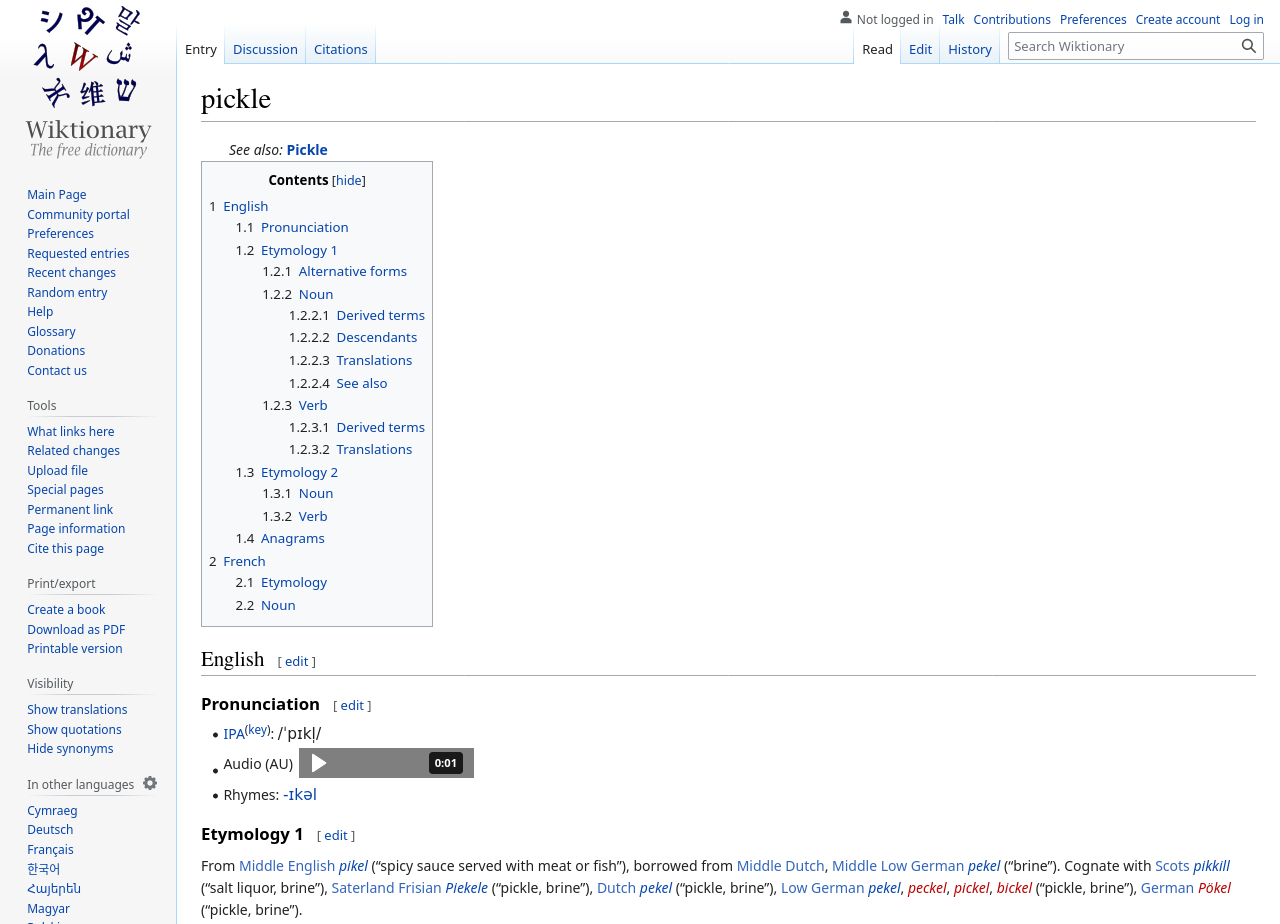 Not logged in Talk Contributions Preferences Create account Log in
Entry Discussion Citations Read Edit History Search Wiktionary
Wiktionary
The free dictionary
Main Page
Community portal
Preferences
Requested entries
Recent changes
Random entry
Help
Glossary
Donations
Contact us
Tools
What links here
Related changes
Upload file
Special pages
Permanent link
Page information
Cite this page
Print/export
Create a book
Download as PDF
Printable version
Visibility
Show translations
Show quotations
Hide synonyms
In other languages
Cymraeg
Deutsch
Français
한국어
Հայերեն
Magyar
pickle
See also: Pickle
Contents [hide]
1 English
1.1 Pronunciation
1.2 Etymology 1
1.2.1 Alternative forms
1.2.2 Noun
1.2.2.1 Derived terms
1.2.2.2 Descendants
1.2.2.3 Translations
1.2.2.4 See also
1.2.3 Verb
1.2.3.1 Derived terms
1.2.3.2 Translations
1.3 Etymology 2
1.3.1 Noun
1.3.2 Verb
1.4 Anagrams
2 French
2.1 Etymology
2.2 Noun
English [ edit ]
Pronunciation [ edit ]
• IPA(key): /ˈpɪkl̩/
• Audio (AU) 0:01
• Rhymes: -ɪkəl
Etymology 1 [ edit ]
From Middle English pikel (“spicy sauce served with meat or fish”), borrowed from Middle Dutch, Middle Low German pekel (“brine”). Cognate with Scots pikkill
(“salt liquor, brine”), Saterland Frisian Piekele (“pickle, brine”), Dutch pekel (“pickle, brine”), Low German pekel, peckel, pickel, bickel (“pickle, brine”), German Pökel
(“pickle, brine”).